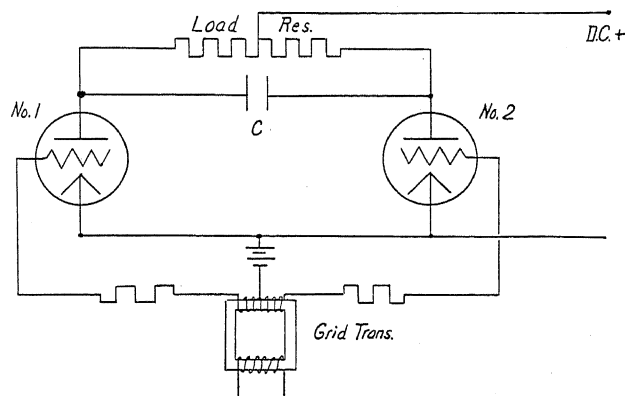 Load Res.
D.C. +
No. 1
No. 2
C
Grid Trans.